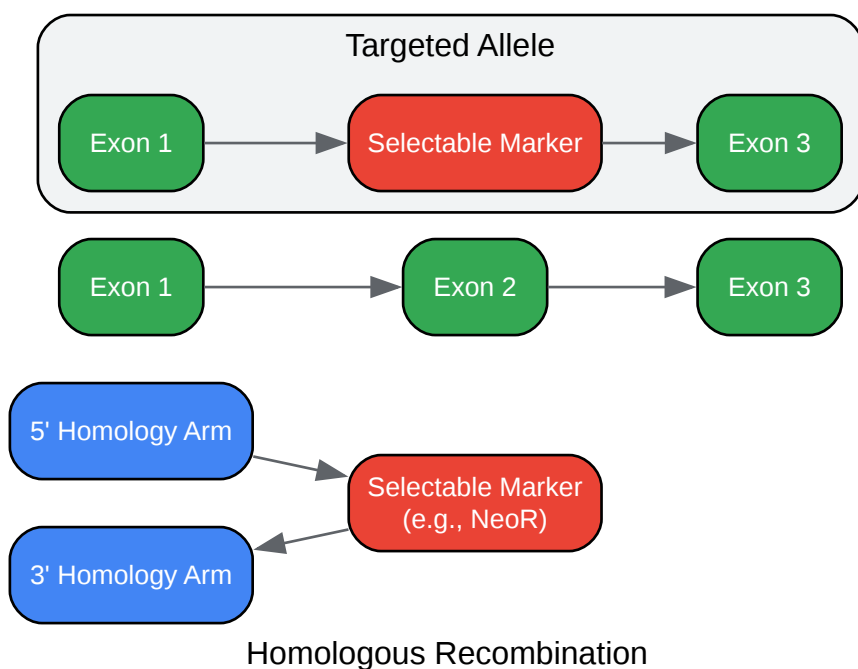 Targeted Allele
Exon 1
Selectable Marker
Exon 3
Exon 1
Exon 2
Exon 3
5' Homology Arm
Selectable Marker
(e.g., NeoR)
3' Homology Arm
Homologous Recombination